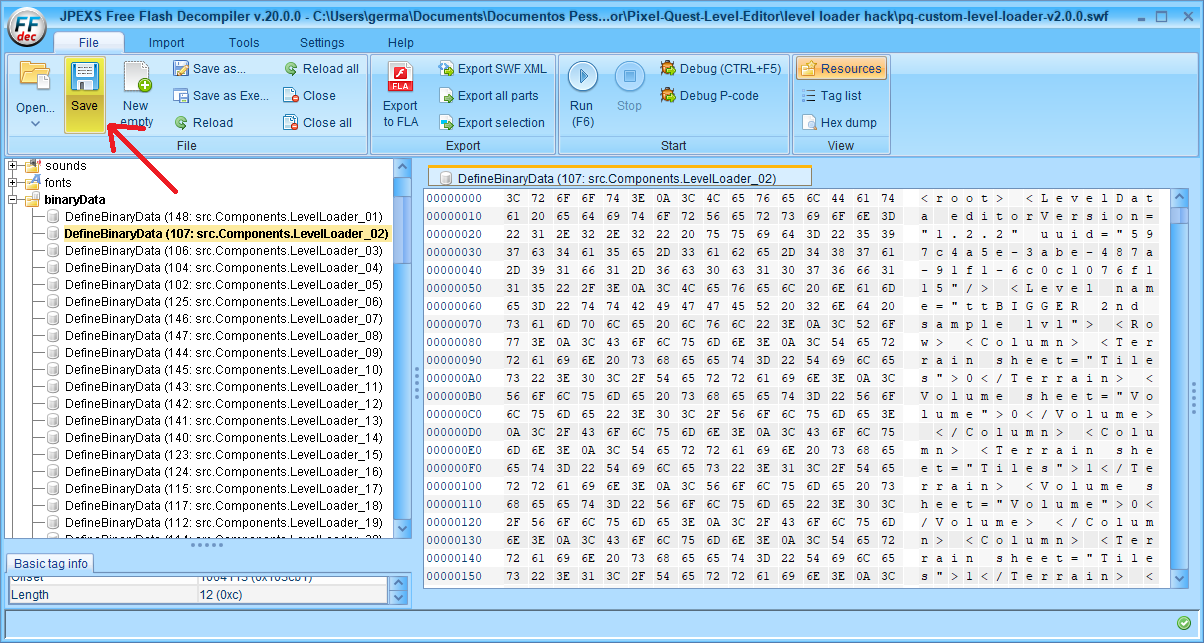 JPEXS Free Flash Decompiler v.20.0.0 - C:\Users\germa\Documents\Documentos Pess...or\Pixel-Quest-Level-Editor\level loader hack\pq-custom-level-loader-v2.0.0.swf
FF
dec
File Import Tools Settings Help
Open...
Save
New
empty
Save as...
Save as Exe...
Reload
Reload all
Close
Close all
File
FLA
Export
to FLA
Export SWF XML
Export all parts
Export selection
Export
Run
(F6)
Stop
Debug (CTRL+F5)
Debug P-code
Start
Resources
Tag list
Hex dump
View
sounds
fonts
binaryData
DefineBinaryData (148: src.Components.LevelLoader_01)
DefineBinaryData (107: src.Components.LevelLoader_02)
DefineBinaryData (106: src.Components.LevelLoader_03)
DefineBinaryData (104: src.Components.LevelLoader_04)
DefineBinaryData (102: src.Components.LevelLoader_05)
DefineBinaryData (125: src.Components.LevelLoader_06)
DefineBinaryData (146: src.Components.LevelLoader_07)
DefineBinaryData (147: src.Components.LevelLoader_08)
DefineBinaryData (144: src.Components.LevelLoader_09)
DefineBinaryData (145: src.Components.LevelLoader_10)
DefineBinaryData (143: src.Components.LevelLoader_11)
DefineBinaryData (142: src.Components.LevelLoader_12)
DefineBinaryData (141: src.Components.LevelLoader_13)
DefineBinaryData (140: src.Components.LevelLoader_14)
DefineBinaryData (123: src.Components.LevelLoader_15)
DefineBinaryData (124: src.Components.LevelLoader_16)
DefineBinaryData (115: src.Components.LevelLoader_17)
DefineBinaryData (117: src.Components.LevelLoader_18)
DefineBinaryData (112: src.Components.LevelLoader_19)
Basic tag info
Length 12 (0xc)
DefineBinaryData (107: src.Components.LevelLoader_02)
00000000 3C 72 6F 6F 74 3E 0A 3C 4C 65 76 65 6C 44 61 74 <root> <LevelDat
00000010 61 20 65 64 69 74 6F 72 56 65 72 73 69 6F 6E 3D a editorVersion=
00000020 22 31 2E 32 2E 32 22 20 75 75 69 64 3D 22 35 39 "1.2.2" uuid="59
00000030 37 63 34 61 35 65 2D 33 61 62 65 2D 34 38 37 61 7c4a5e-3abe-487a
00000040 2D 39 31 66 31 2D 36 63 30 63 31 30 37 36 66 31 -91f1-6c0c1076f1
00000050 31 35 22 2F 3E 0A 3C 4C 65 76 65 6C 20 6E 61 6D 15"/> <Level nam
00000060 65 3D 22 74 74 42 49 47 47 45 52 20 32 6E 64 20 e="ttBIGGER 2nd
00000070 73 61 6D 70 6C 65 20 6C 76 6C 22 3E 0A 3C 52 6F sample lvl"> <Ro
00000080 77 3E 0A 3C 43 6F 6C 75 6D 6E 3E 0A 3C 54 65 72 w> <Column> <Ter
00000090 72 61 69 6E 20 73 68 65 65 74 3D 22 54 69 6C 65 rain sheet="Tile
000000A0 73 22 3E 30 3C 2F 54 65 72 72 61 69 6E 3E 0A 3C s">0</Terrain> <
000000B0 56 6F 6C 75 6D 65 20 73 68 65 65 74 3D 22 56 6F Volume sheet="Vo
000000C0 6C 75 6D 65 22 3E 30 3C 2F 56 6F 6C 75 6D 65 3E lume">0</Volume>
000000D0 0A 3C 2F 43 6F 6C 75 6D 6E 3E 0A 3C 43 6F 6C 75 </Column> <Colu
000000E0 6D 6E 3E 0A 3C 54 65 72 72 61 69 6E 20 73 68 65 mn> <Terrain she
000000F0 65 74 3D 22 54 69 6C 65 73 22 3E 31 3C 2F 54 65 et="Tiles">1</Te
00000100 72 72 61 69 6E 3E 0A 3C 56 6F 6C 75 6D 65 20 73 rrain> <Volume s
00000110 68 65 65 74 3D 22 56 6F 6C 75 6D 65 22 3E 30 3C heet="Volume">0<
00000120 2F 56 6F 6C 75 6D 65 3E 0A 3C 2F 43 6F 6C 75 6D /Volume> </Colum
00000130 6E 3E 0A 3C 43 6F 6C 75 6D 6E 3E 0A 3C 54 65 72 n> <Column> <Ter
00000140 72 61 69 6E 20 73 68 65 65 74 3D 22 54 69 6C 65 rain sheet="Tile
00000150 73 22 3E 31 3C 2F 54 65 72 72 61 69 6E 3E 0A 3C s">1</Terrain> <